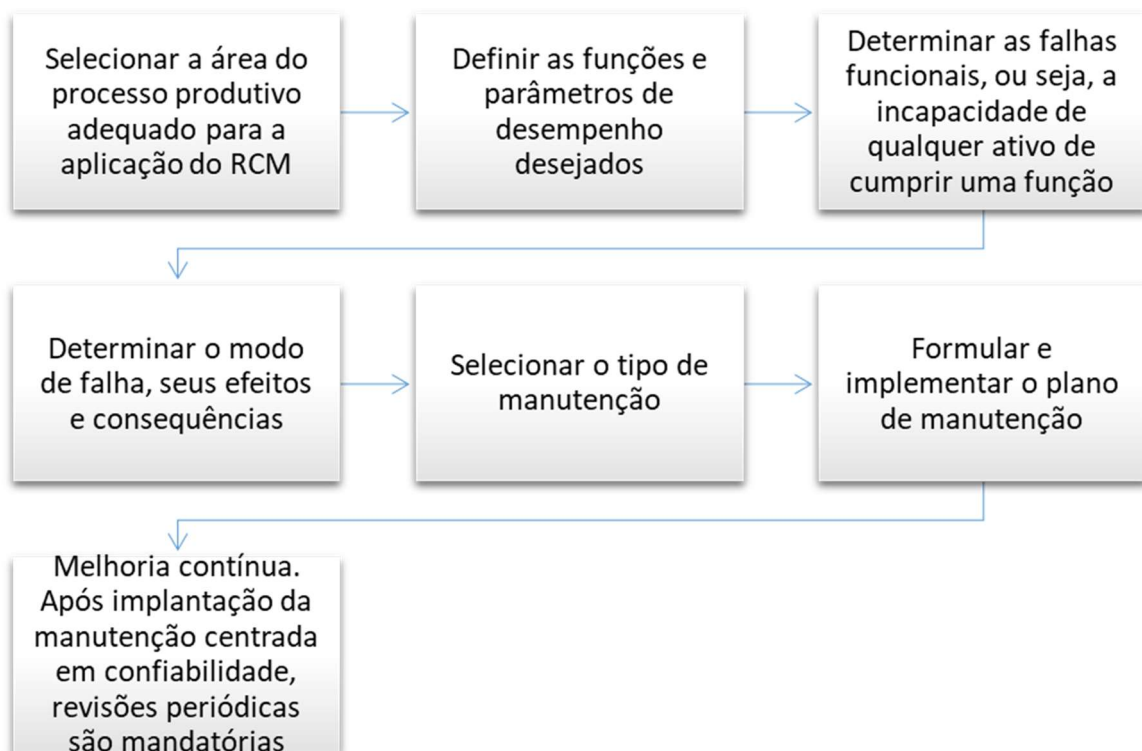 Selecionar a área do
processo produtivo
adequado para a
aplicação do RCM
Definir as funções e
parâmetros de
desempenho
desejados
Determinar as falhas
funcionais, ou seja, a
incapacidade de
qualquer ativo de
cumprir uma função
Determinar o modo
de falha, seus efeitos
e consequências
Selecionar o tipo de
manutenção
Formular e
implementar o plano
de manutenção
Melhoria contínua.
Após implantação da
manutenção centrada
em confiabilidade,
revisões periódicas
são mandatórias